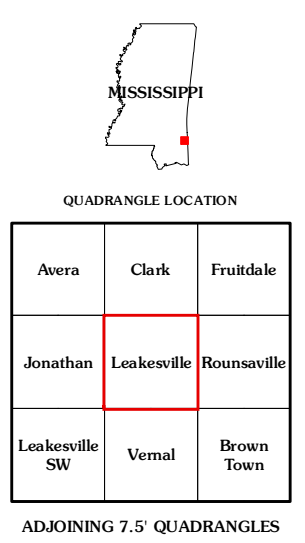 MISSISSIPPI
QUADRANGLE LOCATION
Avera Clark Fruitdale
Jonathan Leakesville Rounsaville
Leakesville
SW
Vernal
Brown
Town
ADJOINING 7.5' QUADRANGLES